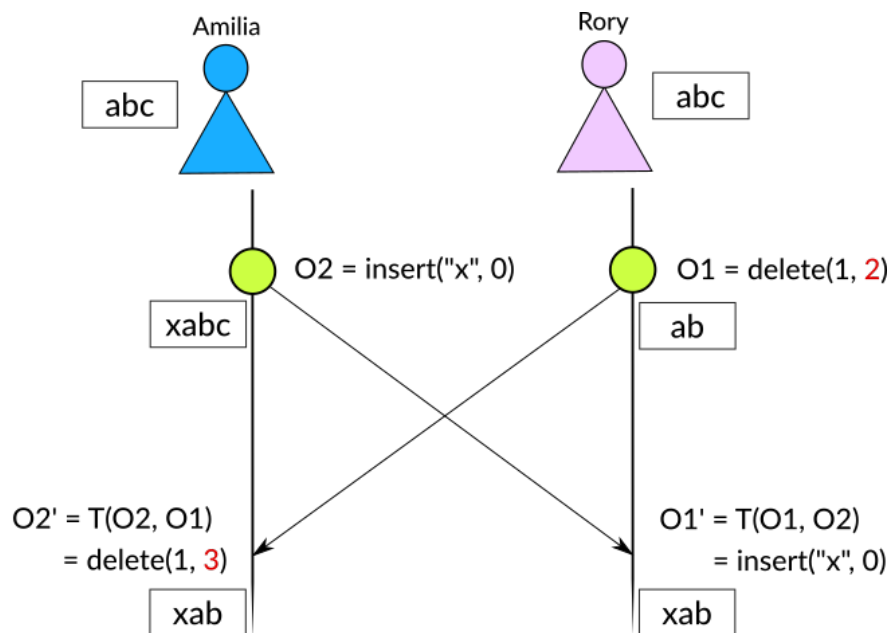 Amilia
Rory
abc
abc
O2 = insert("x", 0)
O1 = delete(1, 2)
xabc
ab
O2' = T(O2, O1)
= delete(1, 3)
O1' = T(O1, O2)
= insert("x", 0)
xab
xab